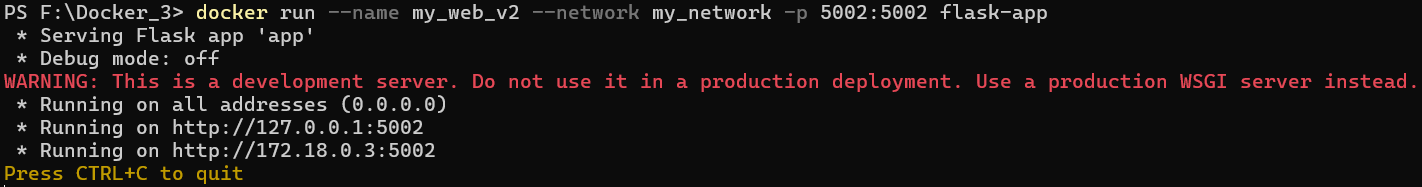 PS F:\Docker_3> docker run --name my_web_v2 --network my_network -p 5002:5002 flask-app
 * Serving Flask app 'app'
 * Debug mode: off
WARNING: This is a development server. Do not use it in a production deployment. Use a production WSGI server instead.
 * Running on all addresses (0.0.0.0)
 * Running on http://127.0.0.1:5002
 * Running on http://172.18.0.3:5002
Press CTRL+C to quit